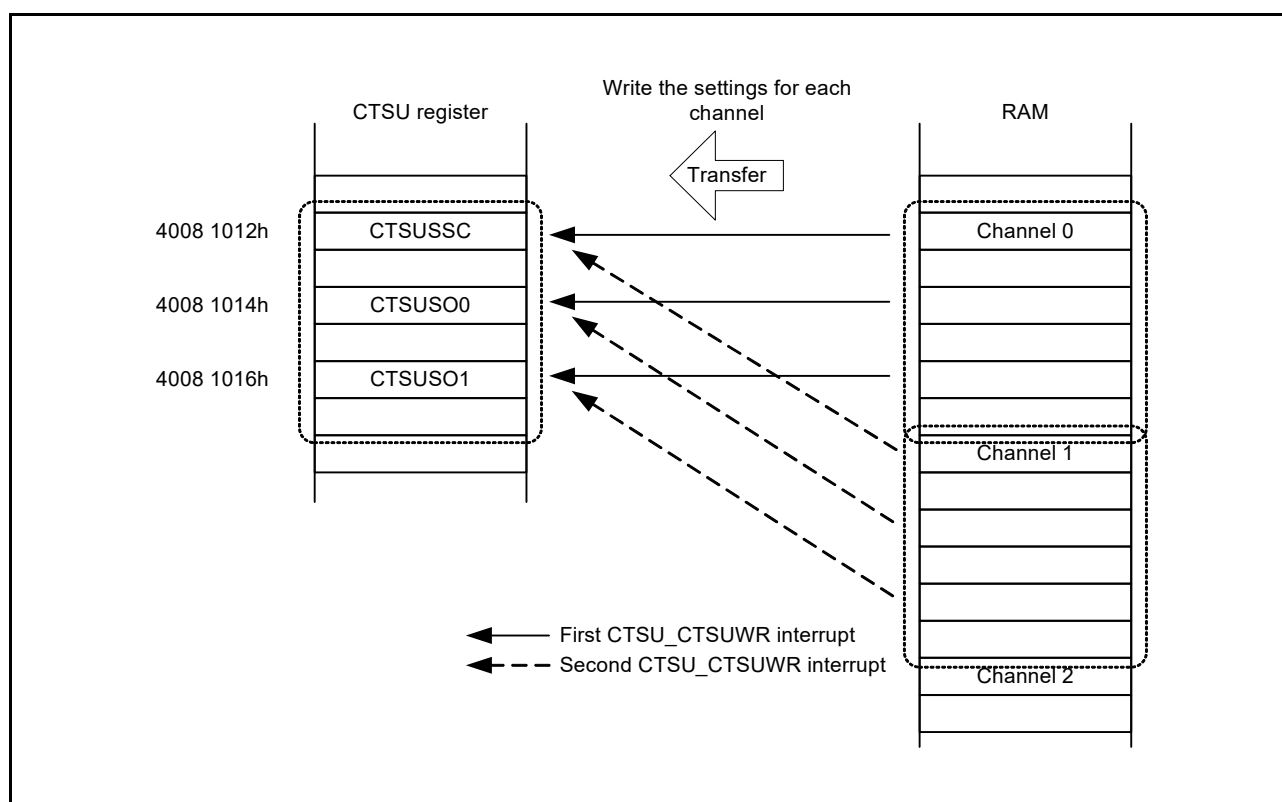 Write the settings for each
channel
CTSU register
RAM
Transfer
4008 1012h
CTSUSSC
Channel 0
4008 1014h
CTSUSO0
4008 1016h
CTSUSO1
Channel 1
First CTSU_CTSUWR interrupt
Second CTSU_CTSUWR interrupt
Channel 2